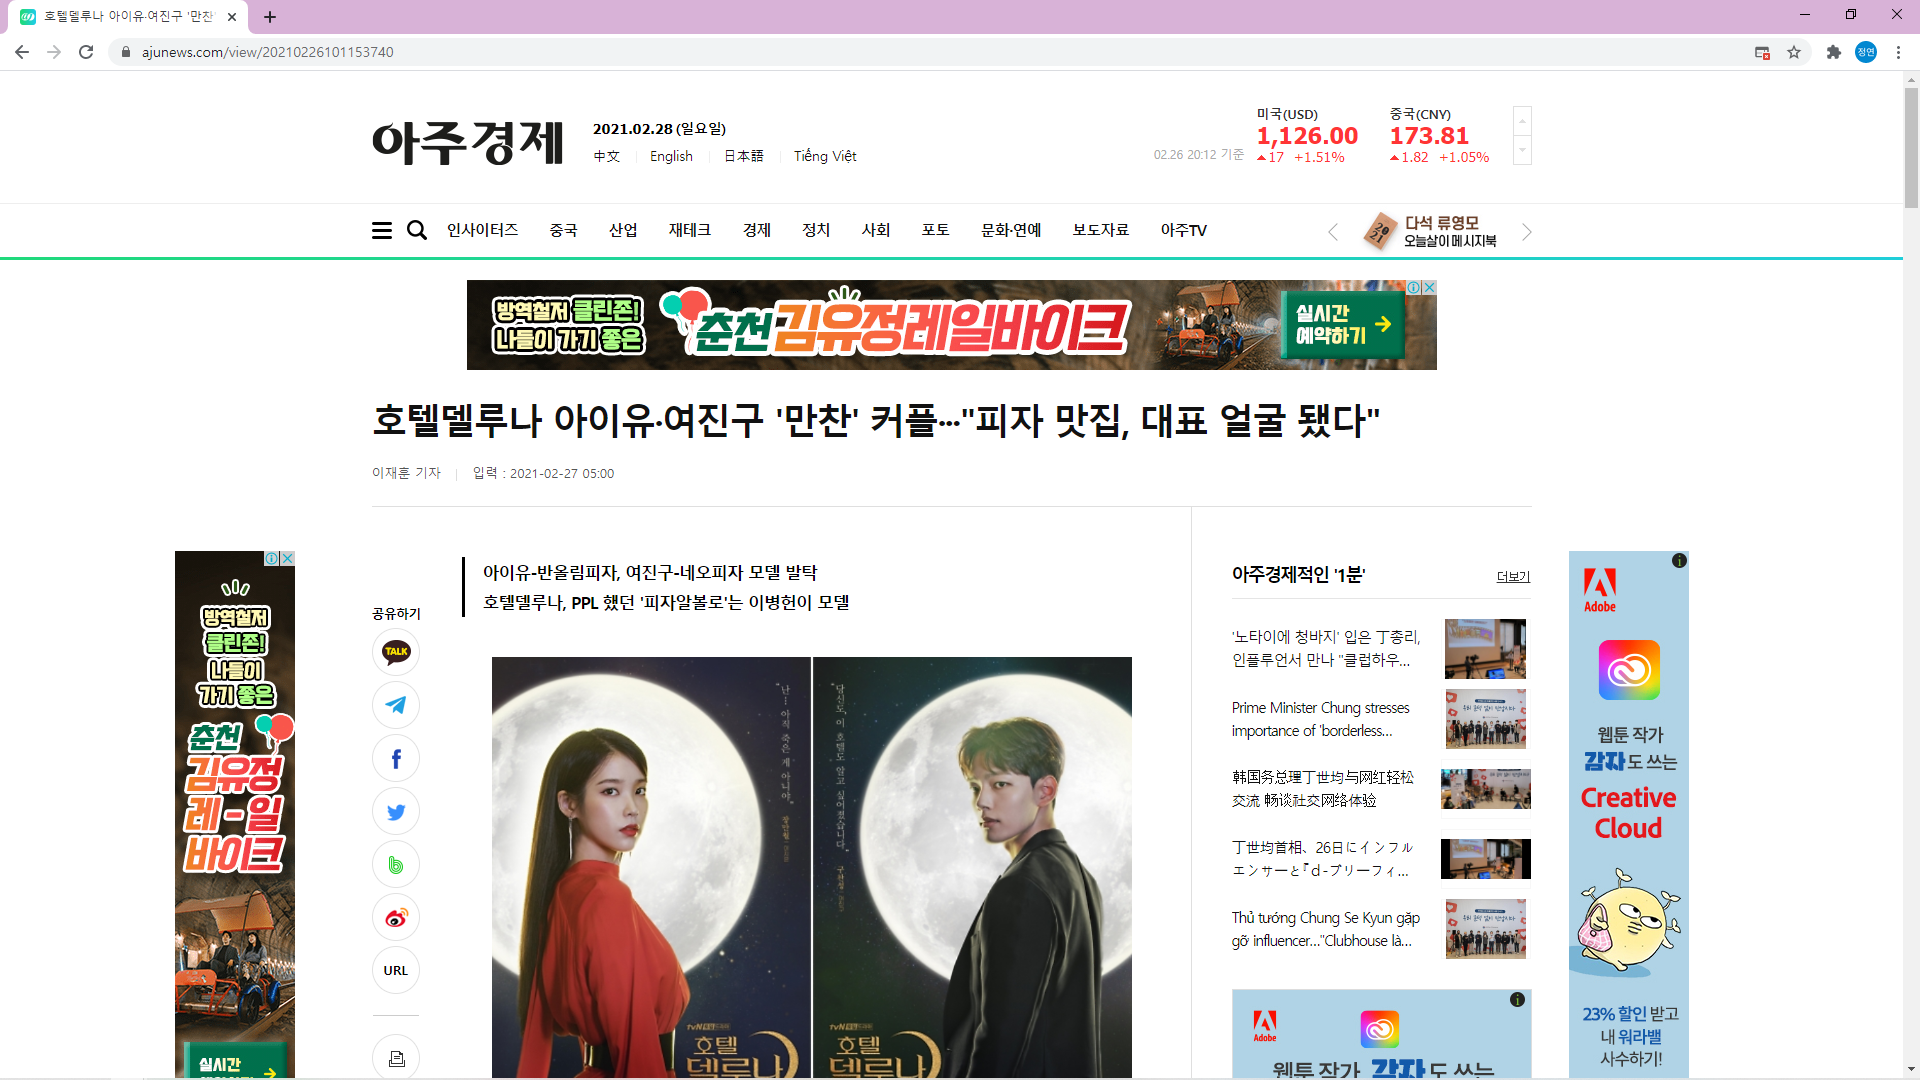 호텔델루나 아이유·여진구 '만찬'
ajunews.com/view/20210226101153740
정연
아주경제
2021.02.28 (일요일)
中文
English
日本語
Tiếng Việt
02.26 20:12 기준
미국(USD)
1,126.00
17 +1.51%
중국(CNY)
173.81
1.82 +1.05%
인사이터즈
중국
산업
재테크
경제
정치
사회
포토
문화·연예
보도자료
아주TV
2021
다석 류영모
오늘살이 메시지북
방역철저 클린존!
나들이 가기 좋은
춘천 김유정레일바이크
실시간
예약하기
호텔델루나 아이유·여진구 '만찬' 커플…"피자 맛집, 대표 얼굴 됐다"
이재훈 기자
입력 : 2021-02-27 05:00
방역철저
클린존!
나들이
가기 좋은
춘천
김유정
레-일
바이크
실시간
공유하기
TALK
URL
아이유-반올림피자, 여진구-네오피자 모델 발탁
호텔델루나, PPL 했던 '피자알볼로'는 이병헌이 모델
"난… 아직 죽은 게 아니야."
장만월
tvN
호텔
델루나
"당신도, 이 호텔도 알고 싶어졌습니다."
구찬성
tvN
호텔
델루나
아주경제적인 '1분'
더보기
'노타이에 청바지' 입은 丁총리,
인플루언서 만나 "클럽하우...
Prime Minister Chung stresses
importance of 'borderless...
韩国务总理丁世均与网红轻松
交流 畅谈社交网络体验
丁世均首相、26日にインフル
エンサーと『ｄ-ブリーフィ...
Thủ tướng Chung Se Kyun gặp
gỡ influencer..."Clubhouse là...
Adobe
웹툰 작가 감자도 쓰는
Adobe
웹툰 작가
감자도 쓰는
Creative
Cloud
23% 할인 받고
내 워라밸
사수하기!